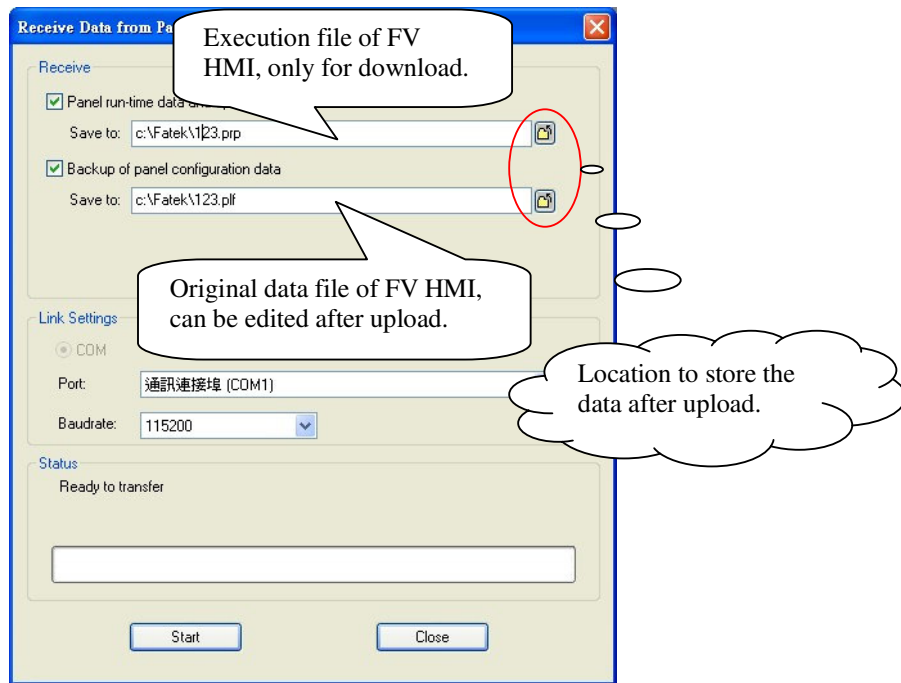 Receive Data from Pa
Execution file of FV
HMI, only for download.
Receive
Panel run-time data
Save to: c:\Fatek\123.prp
Backup of panel configuration data
Save to: c:\Fatek\123.plf
Original data file of FV HMI,
can be edited after upload.
Link Settings
COM
Port: 通訊連接埠 (COM1)
Location to store the
data after upload.
Baudrate: 115200
Status
Ready to transfer
Start Close